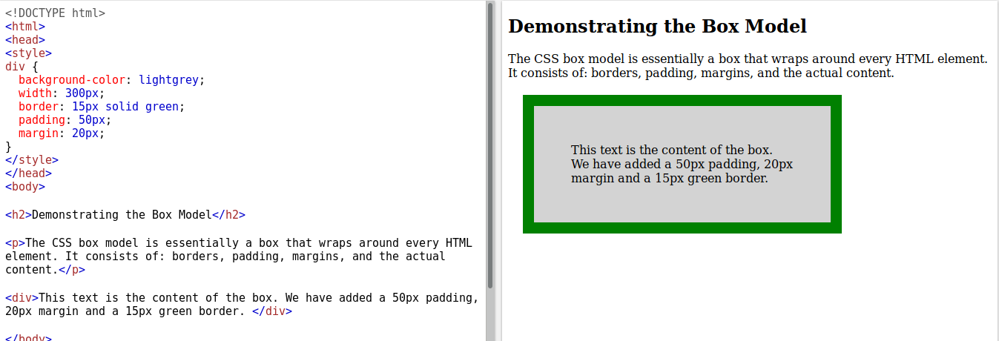 <!DOCTYPE html>
<html>
<head>
<style>
div {
  background-color: lightgrey;
  width: 300px;
  border: 15px solid green;
  padding: 50px;
  margin: 20px;
}
</style>
</head>
<body>

<h2>Demonstrating the Box Model</h2>

<p>The CSS box model is essentially a box that wraps around every HTML
element. It consists of: borders, padding, margins, and the actual
content.</p>

<div>This text is the content of the box. We have added a 50px padding,
20px margin and a 15px green border. </div>

</body>
Demonstrating the Box Model
The CSS box model is essentially a box that wraps around every HTML element.
It consists of: borders, padding, margins, and the actual content.
This text is the content of the box.
We have added a 50px padding, 20px
margin and a 15px green border.